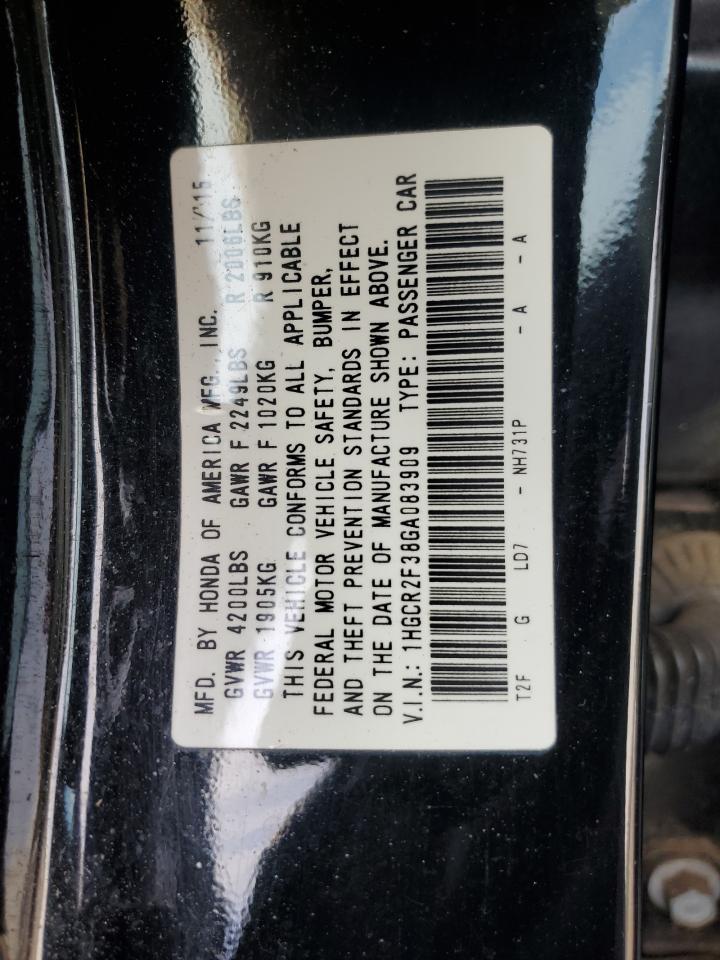 MFD. BY HONDA OF AMERICA MFG., INC. 11/15
GVWR 4200LBS GAWR F 2249LBS R 2006LBS
GVWR 1905KG GAWR F 1020KG R 910KG
THIS VEHICLE CONFORMS TO ALL APPLICABLE
FEDERAL MOTOR VEHICLE SAFETY, BUMPER,
AND THEFT PREVENTION STANDARDS IN EFFECT
ON THE DATE OF MANUFACTURE SHOWN ABOVE.
V.I.N.: 1HGCR2F38GA083909 TYPE: PASSENGER CAR
T2F G LD7 - NH731P - A - A